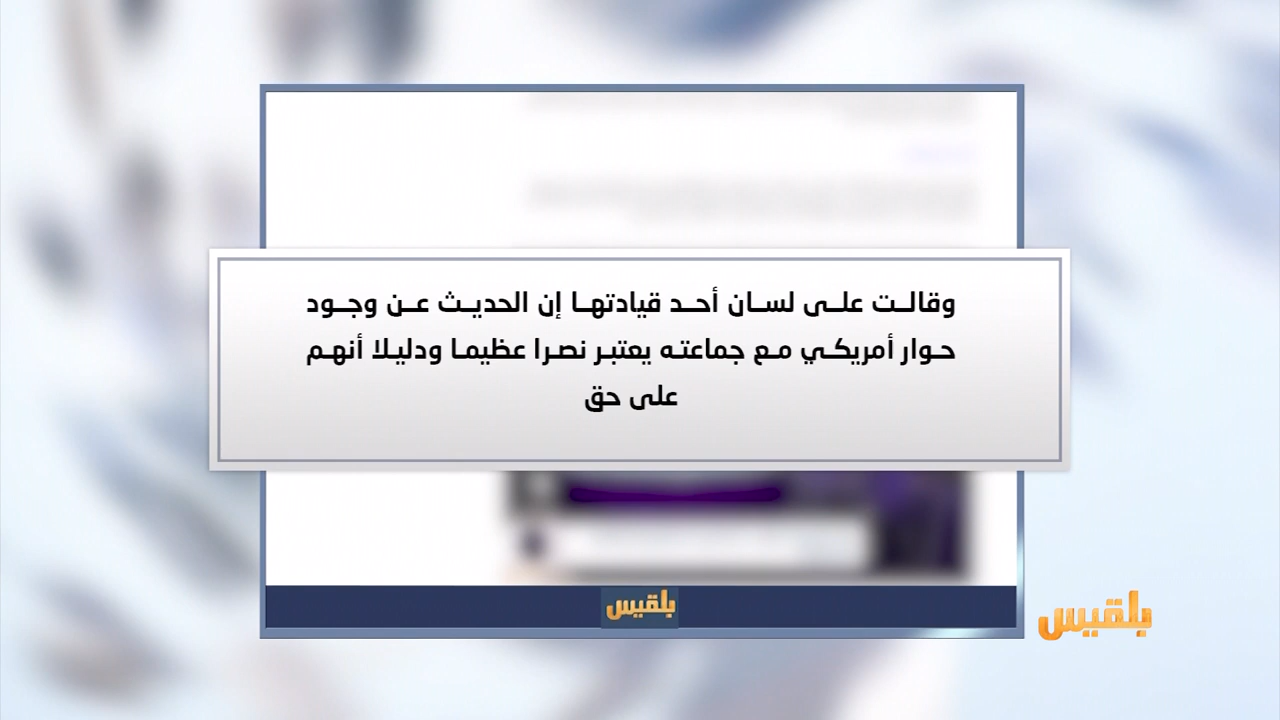 وقالت على لسان أحد قيادتها إن الحديث عن وجود
حوار أمريكي مع جماعته يعتبر نصرا عظيما ودليلا أنهم
على حق
بلقيس
بلقيس